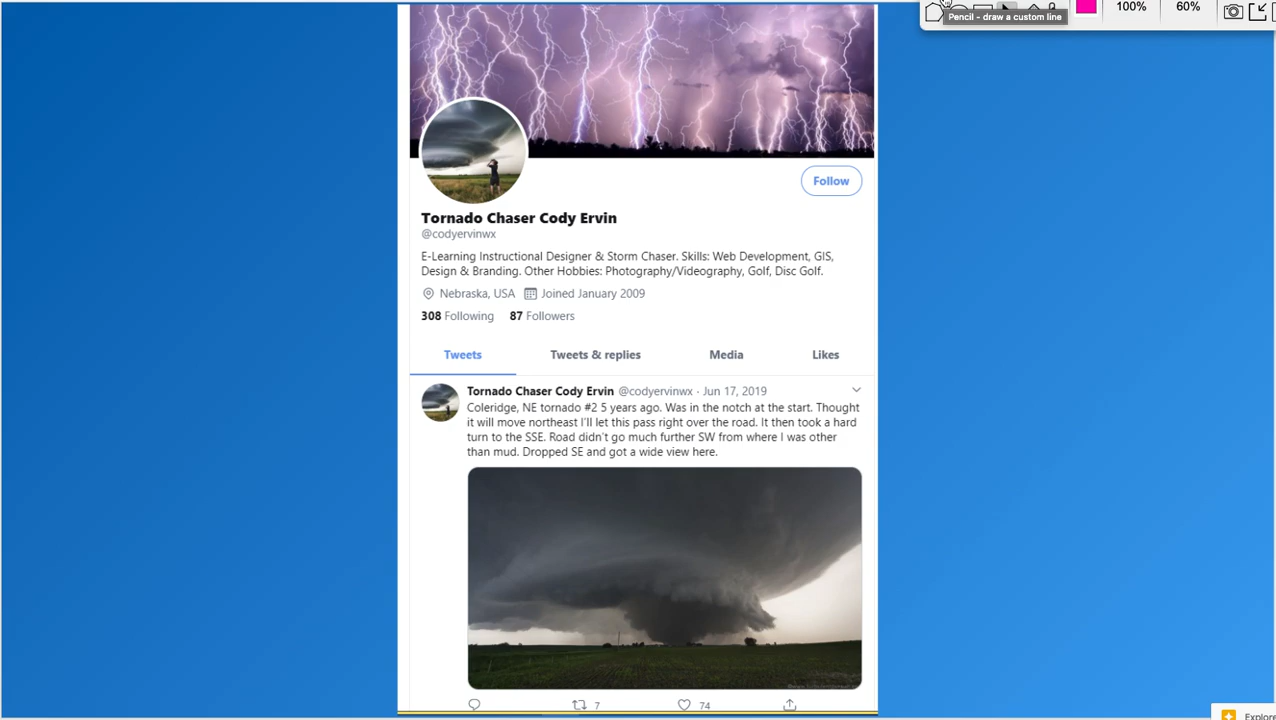 Pencil - draw a custom line
100%
60%
Follow
Tornado Chaser Cody Ervin
@codyervinwx
E-Learning Instructional Designer & Storm Chaser. Skills: Web Development, GIS,
Design & Branding. Other Hobbies: Photography/Videography, Golf, Disc Golf.
Nebraska, USA Joined January 2009
308 Following 87 Followers
Tweets Tweets & replies Media Likes
Tornado Chaser Cody Ervin @codyervinwx · Jun 17, 2019
Coleridge, NE tornado #2 5 years ago. Was in the notch at the start. Thought
it will move northeast I'll let this pass right over the road. It then took a hard
turn to the SSE. Road didn't go much further SW from where I was other
than mud. Dropped SE and got a wide view here.
7 74
Explore